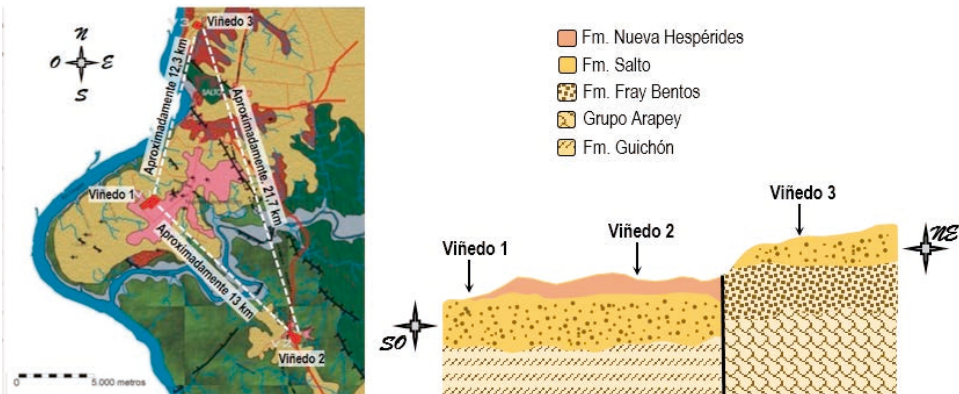 N
O E
S
Viñedo 3
Aproximadamente 12,3 km
SALTO
Aproximadamente. 21,7 km
Viñedo 1
Aproximadamente 13 km
Viñedo 2
0 5.000 metros
Fm. Nueva Hespérides
Fm. Salto
Fm. Fray Bentos
Grupo Arapey
Fm. Guichón
Viñedo 3
Viñedo 1 Viñedo 2
NE
SO